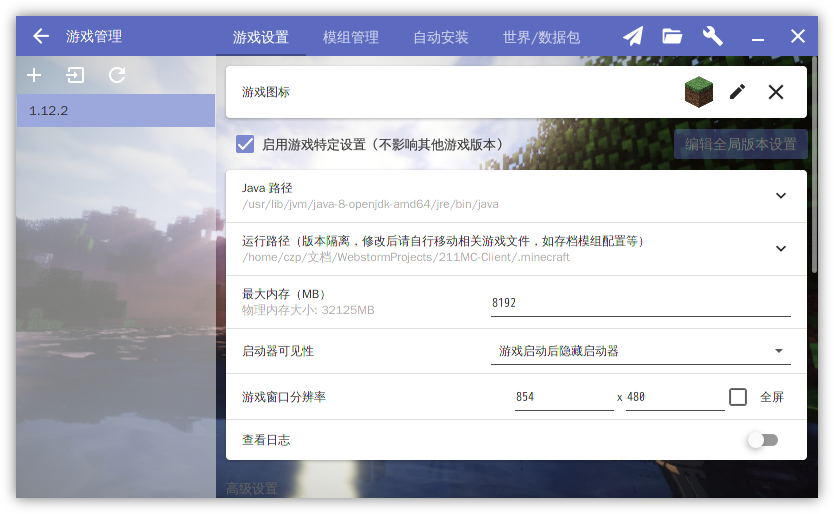 游戏管理
游戏设置
模组管理
自动安装
世界/数据包
1.12.2
游戏图标
启用游戏特定设置（不影响其他游戏版本）
编辑全局版本设置
Java 路径
/usr/lib/jvm/java-8-openjdk-amd64/jre/bin/java
运行路径（版本隔离，修改后请自行移动相关游戏文件，如存档模组配置等）
/home/czp/文档/WebstormProjects/211MC-Client/.minecraft
最大内存（MB）
物理内存大小: 32125MB
8192
启动器可见性
游戏启动后隐藏启动器
游戏窗口分辨率
854 x 480
全屏
查看日志
高级设置